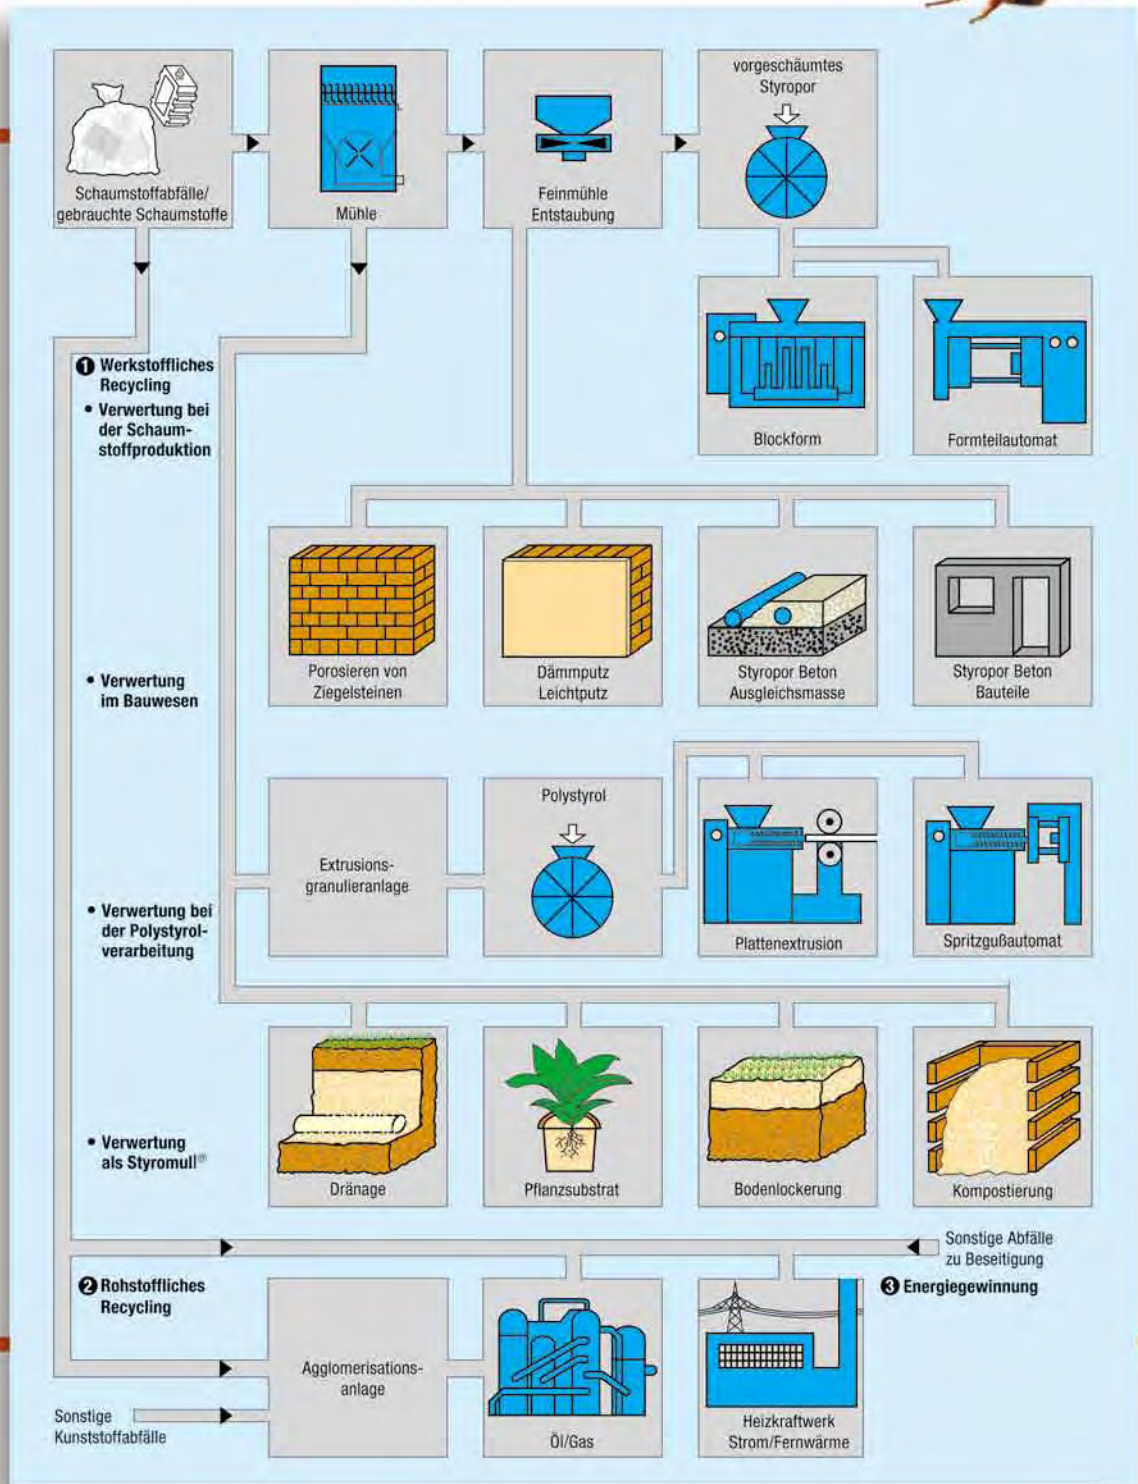 vorgeschäumtes
Styropor
Schaumstoffabfälle/
gebrauchte Schaumstoffe
Mühle
Feinmühle
Entstaubung
❶ Werkstoffliches
Recycling
• Verwertung bei
der Schaum-
stoffproduktion
Blockform
Formteilautomat
• Verwertung
im Bauwesen
Porosieren von
Ziegelsteinen
Dämmputz
Leichtputz
Styropor Beton
Ausgleichsmasse
Styropor Beton
Bauteile
• Verwertung bei
der Polystyrol-
verarbeitung
Extrusions-
granulieranlage
Polystyrol
Plattenextrusion
Spritzgußautomat
• Verwertung
als Styromull®
Dränage
Pflanzsubstrat
Bodenlockerung
Kompostierung
Sonstige Abfälle
zu Beseitigung
❷ Rohstoffliches
Recycling
❸ Energiegewinnung
Agglomerisations-
anlage
Sonstige
Kunststoffabfälle
Öl/Gas
Heizkraftwerk
Strom/Fernwärme